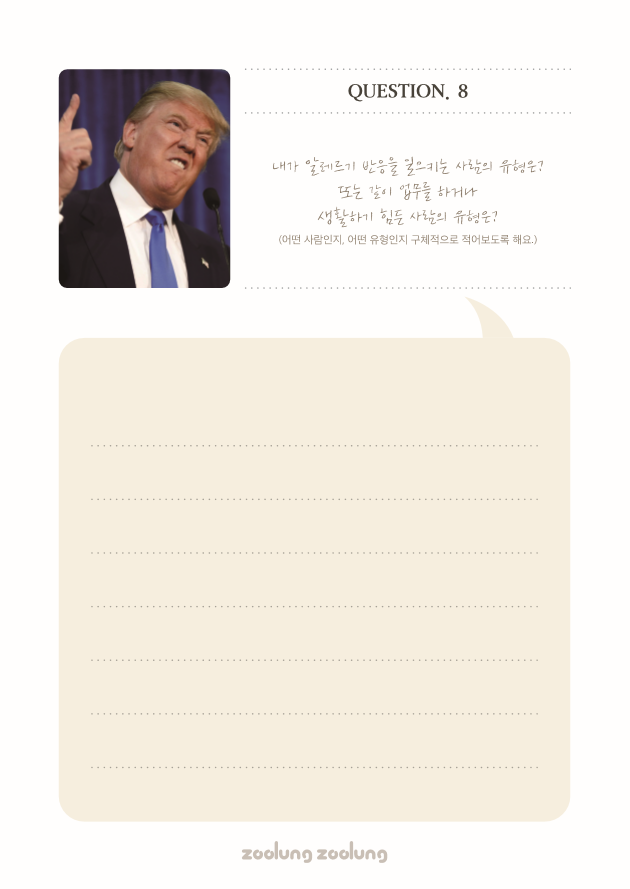 QUESTION. 8
내가 알레르기 반응을 일으키는 사람의 유형은?
또는 같이 업무를 하거나
생활하기 힘든 사람의 유형은?
(어떤 사람인지, 어떤 유형인지 구체적으로 적어보도록 해요.)
zoolung zoolung